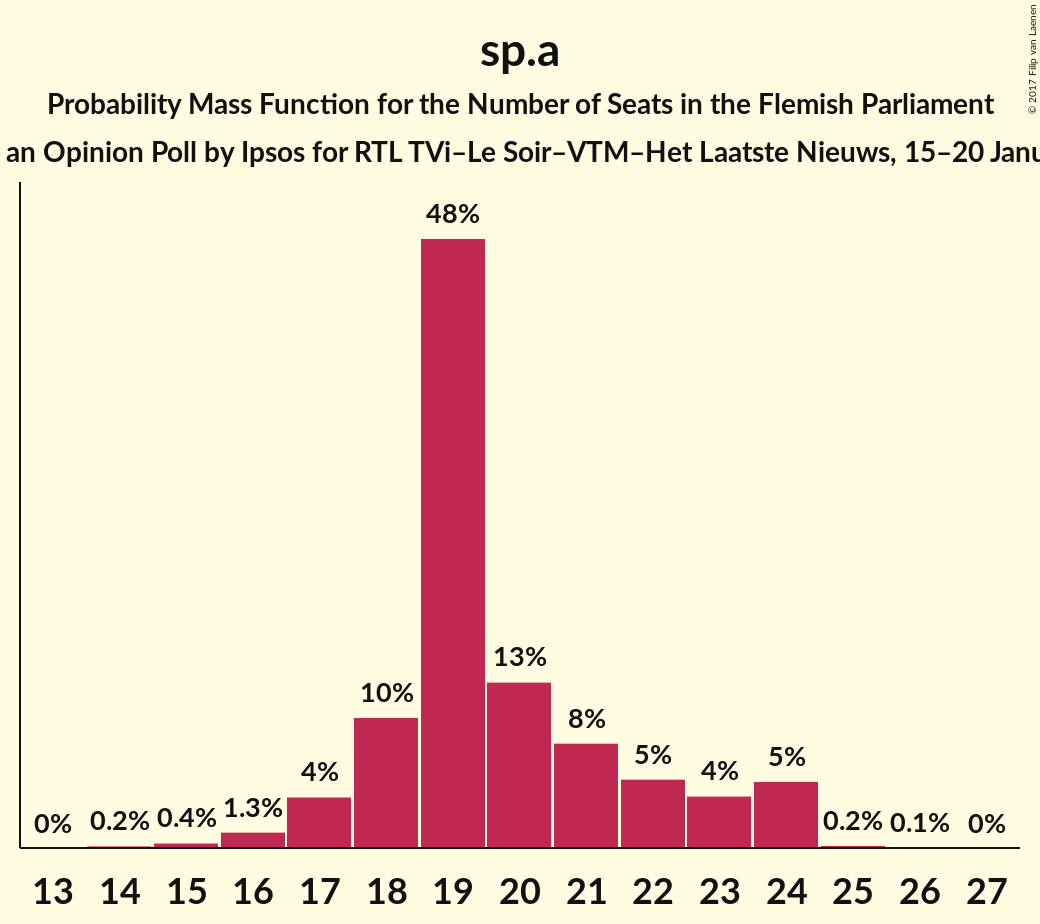 sp.a
Probability Mass Function for the Number of Seats in the Flemish Parliament
an Opinion Poll by Ipsos for RTL TVi–Le Soir–VTM–Het Laatste Nieuws, 15–20 Janu
© 2017 Filip van Laenen
48%
13%
10%
8%
5%
5%
4%
4%
1.3%
0% 0.2% 0.4% 0.2% 0.1% 0%
13 14 15 16 17 18 19 20 21 22 23 24 25 26 27